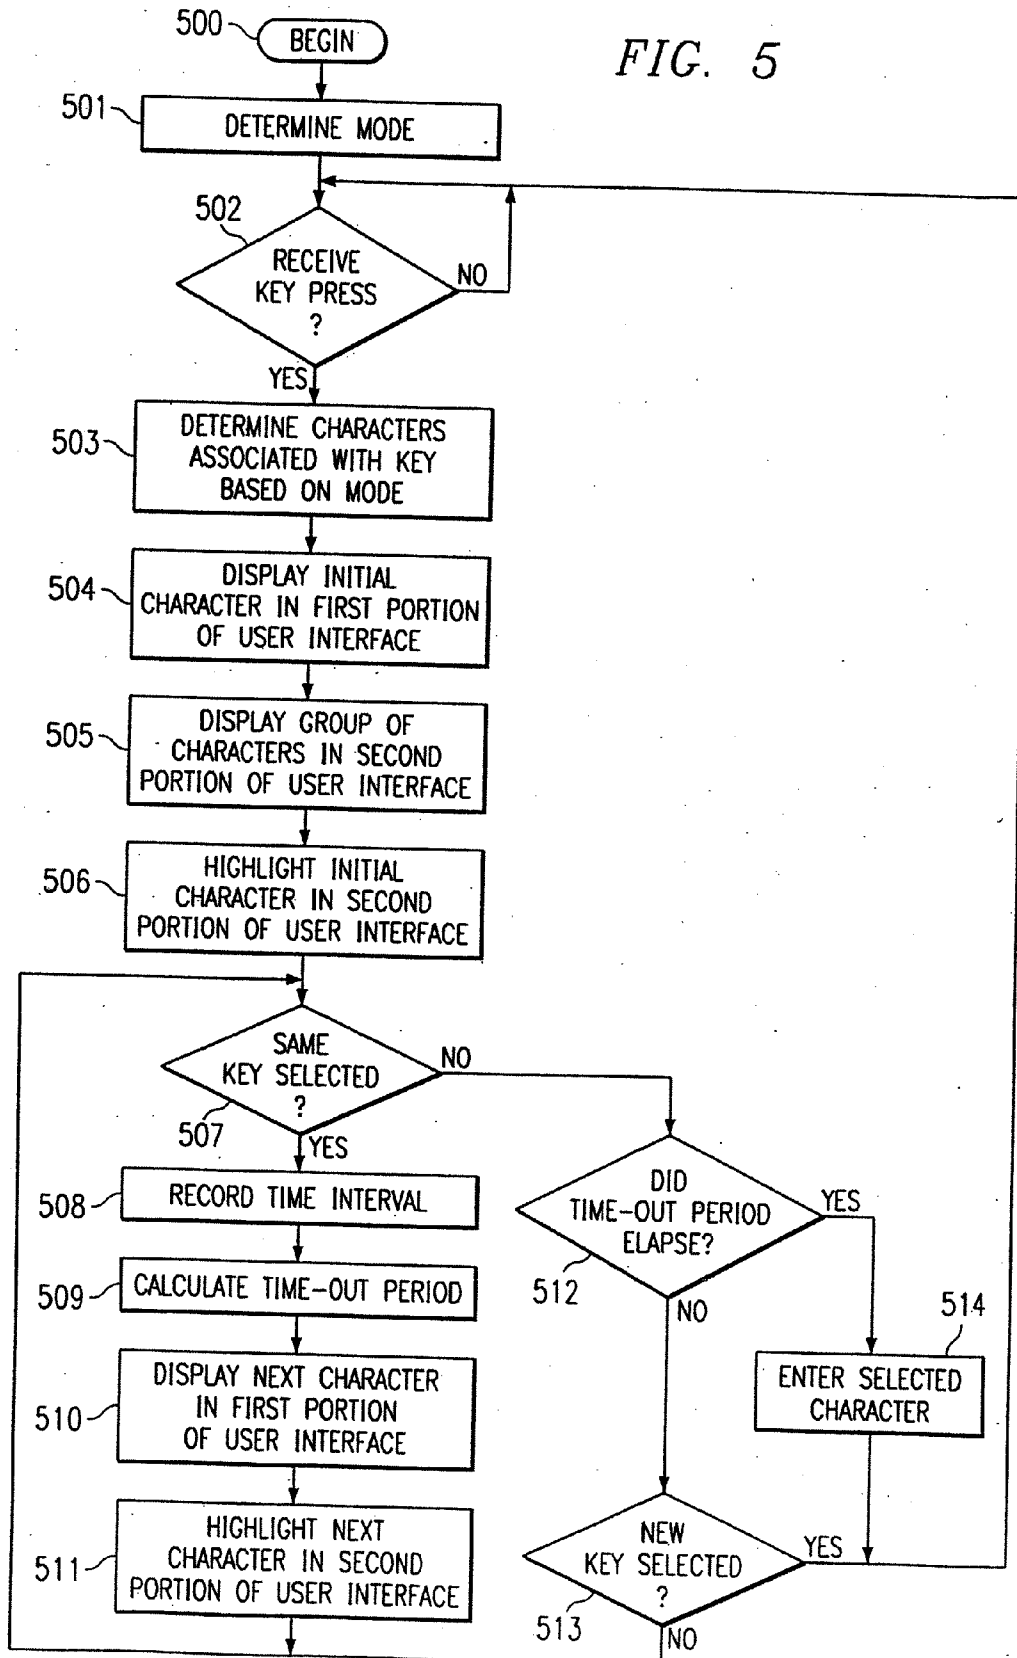 FIG. 5
500
BEGIN
501
DETERMINE MODE
502
RECEIVE
KEY PRESS
?
NO
YES
503
DETERMINE CHARACTERS
ASSOCIATED WITH KEY
BASED ON MODE
504
DISPLAY INITIAL
CHARACTER IN FIRST PORTION
OF USER INTERFACE
505
DISPLAY GROUP OF
CHARACTERS IN SECOND
PORTION OF USER INTERFACE
506
HIGHLIGHT INITIAL
CHARACTER IN SECOND
PORTION OF USER INTERFACE
SAME
KEY SELECTED
?
507
NO
YES
508
RECORD TIME INTERVAL
509
CALCULATE TIME-OUT PERIOD
510
DISPLAY NEXT CHARACTER
IN FIRST PORTION
OF USER INTERFACE
511
HIGHLIGHT NEXT
CHARACTER IN SECOND
PORTION OF USER INTERFACE
DID
TIME-OUT PERIOD
ELAPSE?
512
YES
NO
514
ENTER SELECTED
CHARACTER
NEW
KEY SELECTED
?
513
YES
NO